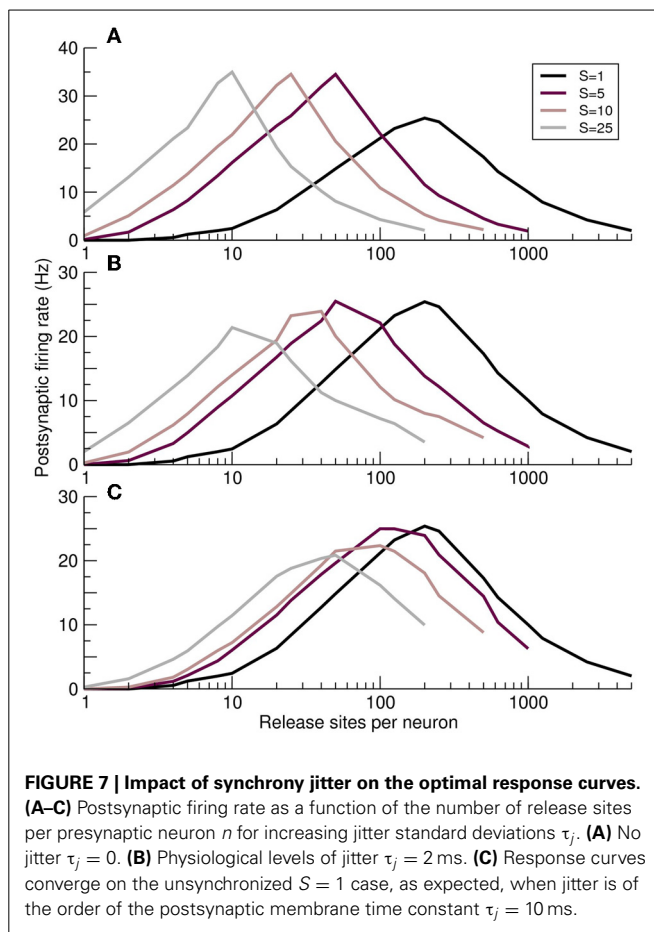 A
40
30
20
10
0
1
10
100
1000
S=1
S=5
S=10
S=25
B
30
20
10
0
1
10
100
1000
Postsynaptic firing rate (Hz)
C
30
20
10
0
1
10
100
1000
Release sites per neuron
FIGURE 7 | Impact of synchrony jitter on the optimal response curves.
(A–C) Postsynaptic firing rate as a function of the number of release sites
per presynaptic neuron n for increasing jitter standard deviations τj. (A) No
jitter τj = 0. (B) Physiological levels of jitter τj = 2 ms. (C) Response curves
converge on the unsynchronized S = 1 case, as expected, when jitter is of
the order of the postsynaptic membrane time constant τj = 10 ms.